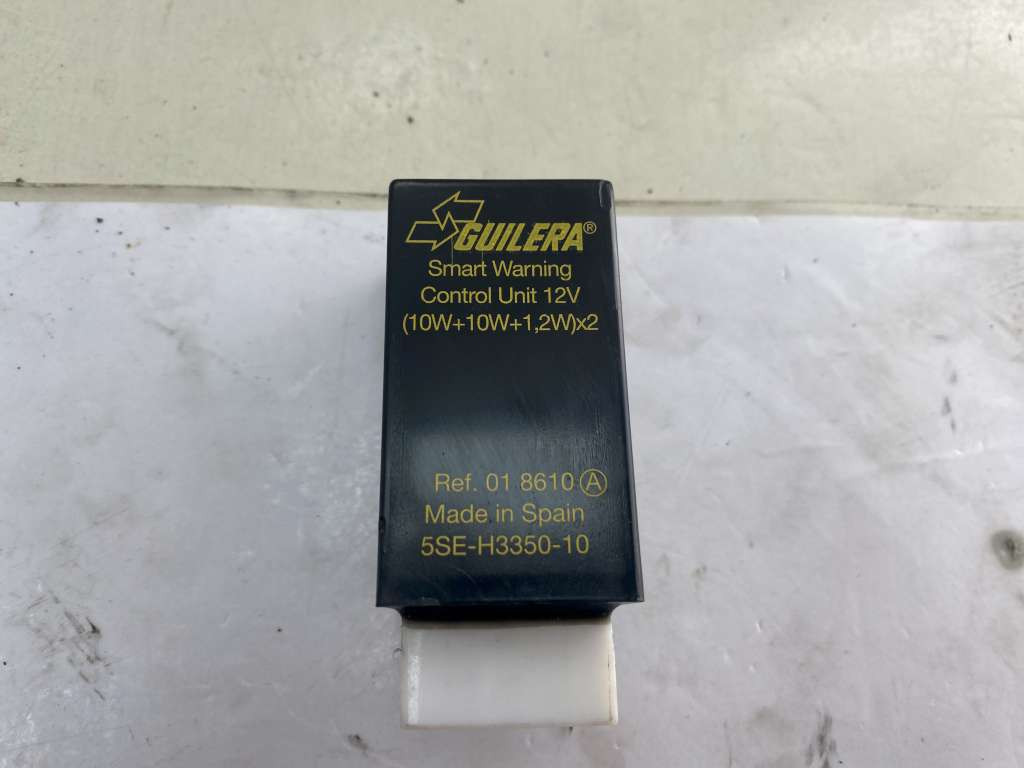 GUILERA®
Smart Warning
Control Unit 12V
(10W+10W+1,2W)x2
Ref. 01 8610 Ⓐ
Made in Spain
5SE-H3350-10